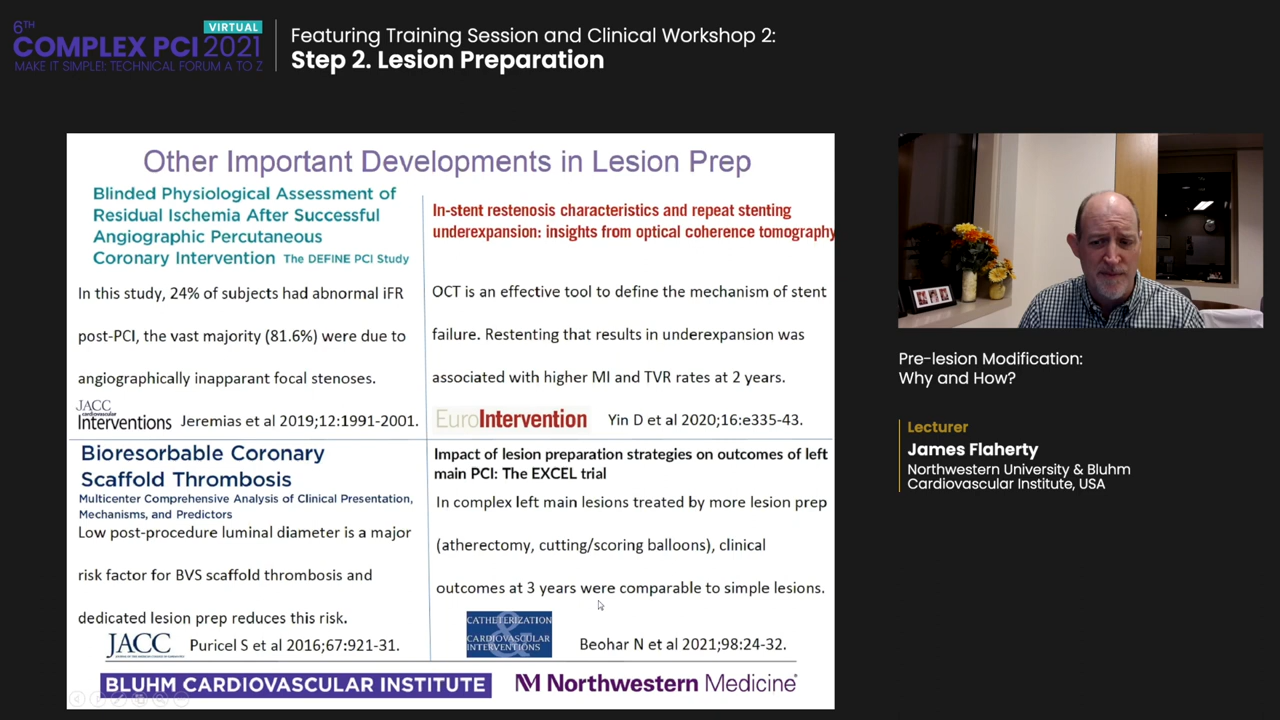 6TH
VIRTUAL
COMPLEX PCI 2021
MAKE IT SIMPLE!: TECHNICAL FORUM A TO Z
Featuring Training Session and Clinical Workshop 2:
Step 2. Lesion Preparation
Other Important Developments in Lesion Prep
Blinded Physiological Assessment of
Residual Ischemia After Successful
Angiographic Percutaneous
Coronary Intervention The DEFINE PCI Study
In this study, 24% of subjects had abnormal iFR
post-PCI, the vast majority (81.6%) were due to
angiographically inapparant focal stenoses.
JACC
cardiovascular
Interventions
Jeremias et al 2019;12:1991-2001.
In-stent restenosis characteristics and repeat stenting
underexpansion: insights from optical coherence tomography
OCT is an effective tool to define the mechanism of stent
failure. Restenting that results in underexpansion was
associated with higher MI and TVR rates at 2 years.
EuroIntervention
Yin D et al 2020;16:e335-43.
Bioresorbable Coronary
Scaffold Thrombosis
Multicenter Comprehensive Analysis of Clinical Presentation,
Mechanisms, and Predictors
Low post-procedure luminal diameter is a major
risk factor for BVS scaffold thrombosis and
dedicated lesion prep reduces this risk.
JACC
Puricel S et al 2016;67:921-31.
Impact of lesion preparation strategies on outcomes of left
main PCI: The EXCEL trial
In complex left main lesions treated by more lesion prep
(atherectomy, cutting/scoring balloons), clinical
outcomes at 3 years were comparable to simple lesions.
CATHETERIZATION
&
CARDIOVASCULAR
INTERVENTIONS
Beohar N et al 2021;98:24-32.
BLUHM CARDIOVASCULAR INSTITUTE
Northwestern Medicine®
Pre-lesion Modification:
Why and How?
Lecturer
James Flaherty
Northwestern University & Bluhm
Cardiovascular Institute, USA